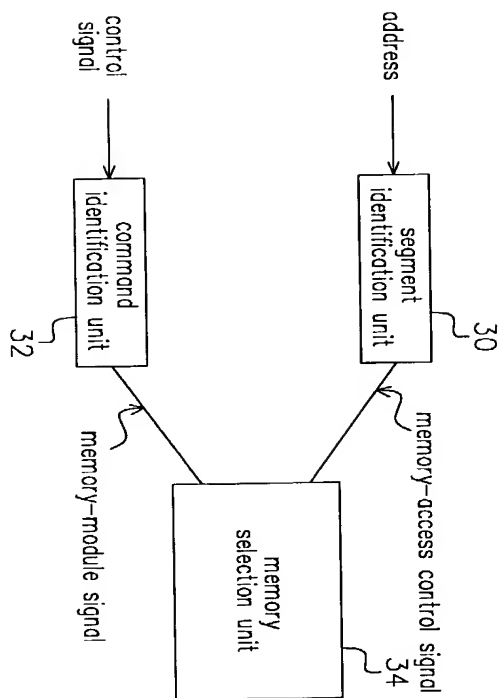 address
segment
identification unit
30
memory-access control signal
control
signal
command
identification unit
32
memory-module signal
memory
selection unit
34